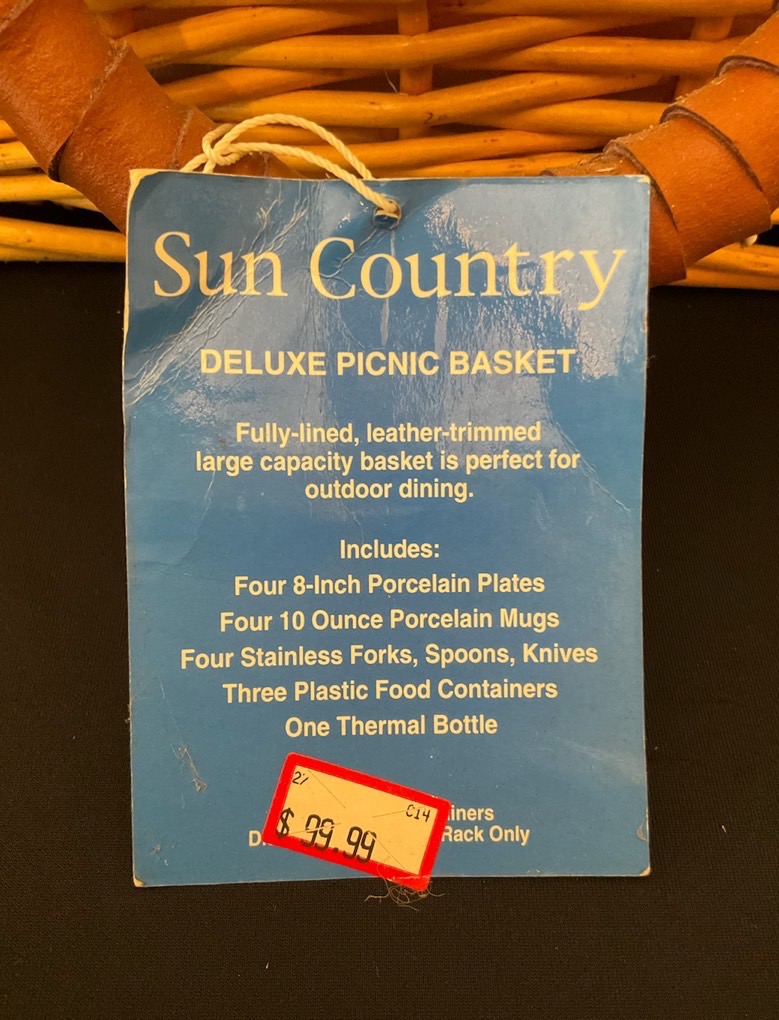 Sun Country
DELUXE PICNIC BASKET
Fully-lined, leather-trimmed
large capacity basket is perfect for
outdoor dining.
Includes:
Four 8-Inch Porcelain Plates
Four 10 Ounce Porcelain Mugs
Four Stainless Forks, Spoons, Knives
Three Plastic Food Containers
One Thermal Bottle
C14
$ 99.99
Rack Only